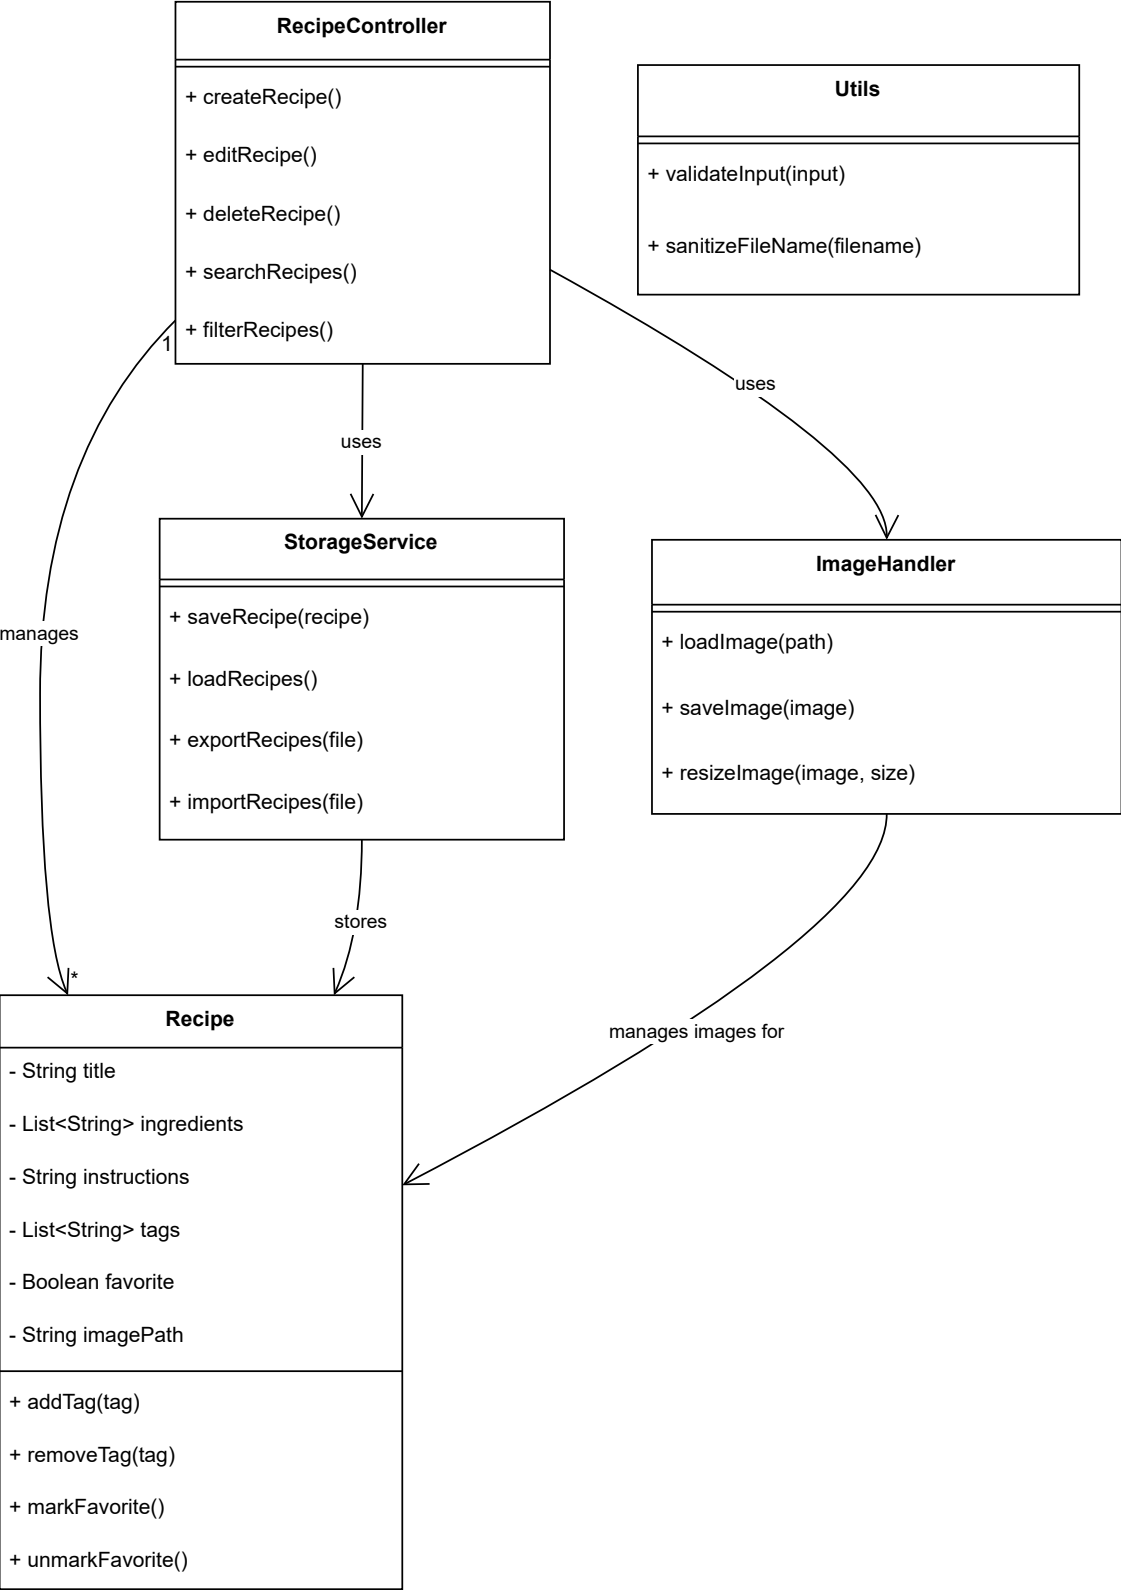 RecipeController
+ createRecipe()
+ editRecipe()
+ deleteRecipe()
+ searchRecipes()
+ filterRecipes()
Utils
+ validateInput(input)
+ sanitizeFileName(filename)
1
uses
uses
StorageService
+ saveRecipe(recipe)
+ loadRecipes()
+ exportRecipes(file)
+ importRecipes(file)
ImageHandler
+ loadImage(path)
+ saveImage(image)
+ resizeImage(image, size)
manages
stores
*
manages images for
Recipe
- String title
- List<String> ingredients
- String instructions
- List<String> tags
- Boolean favorite
- String imagePath
+ addTag(tag)
+ removeTag(tag)
+ markFavorite()
+ unmarkFavorite()